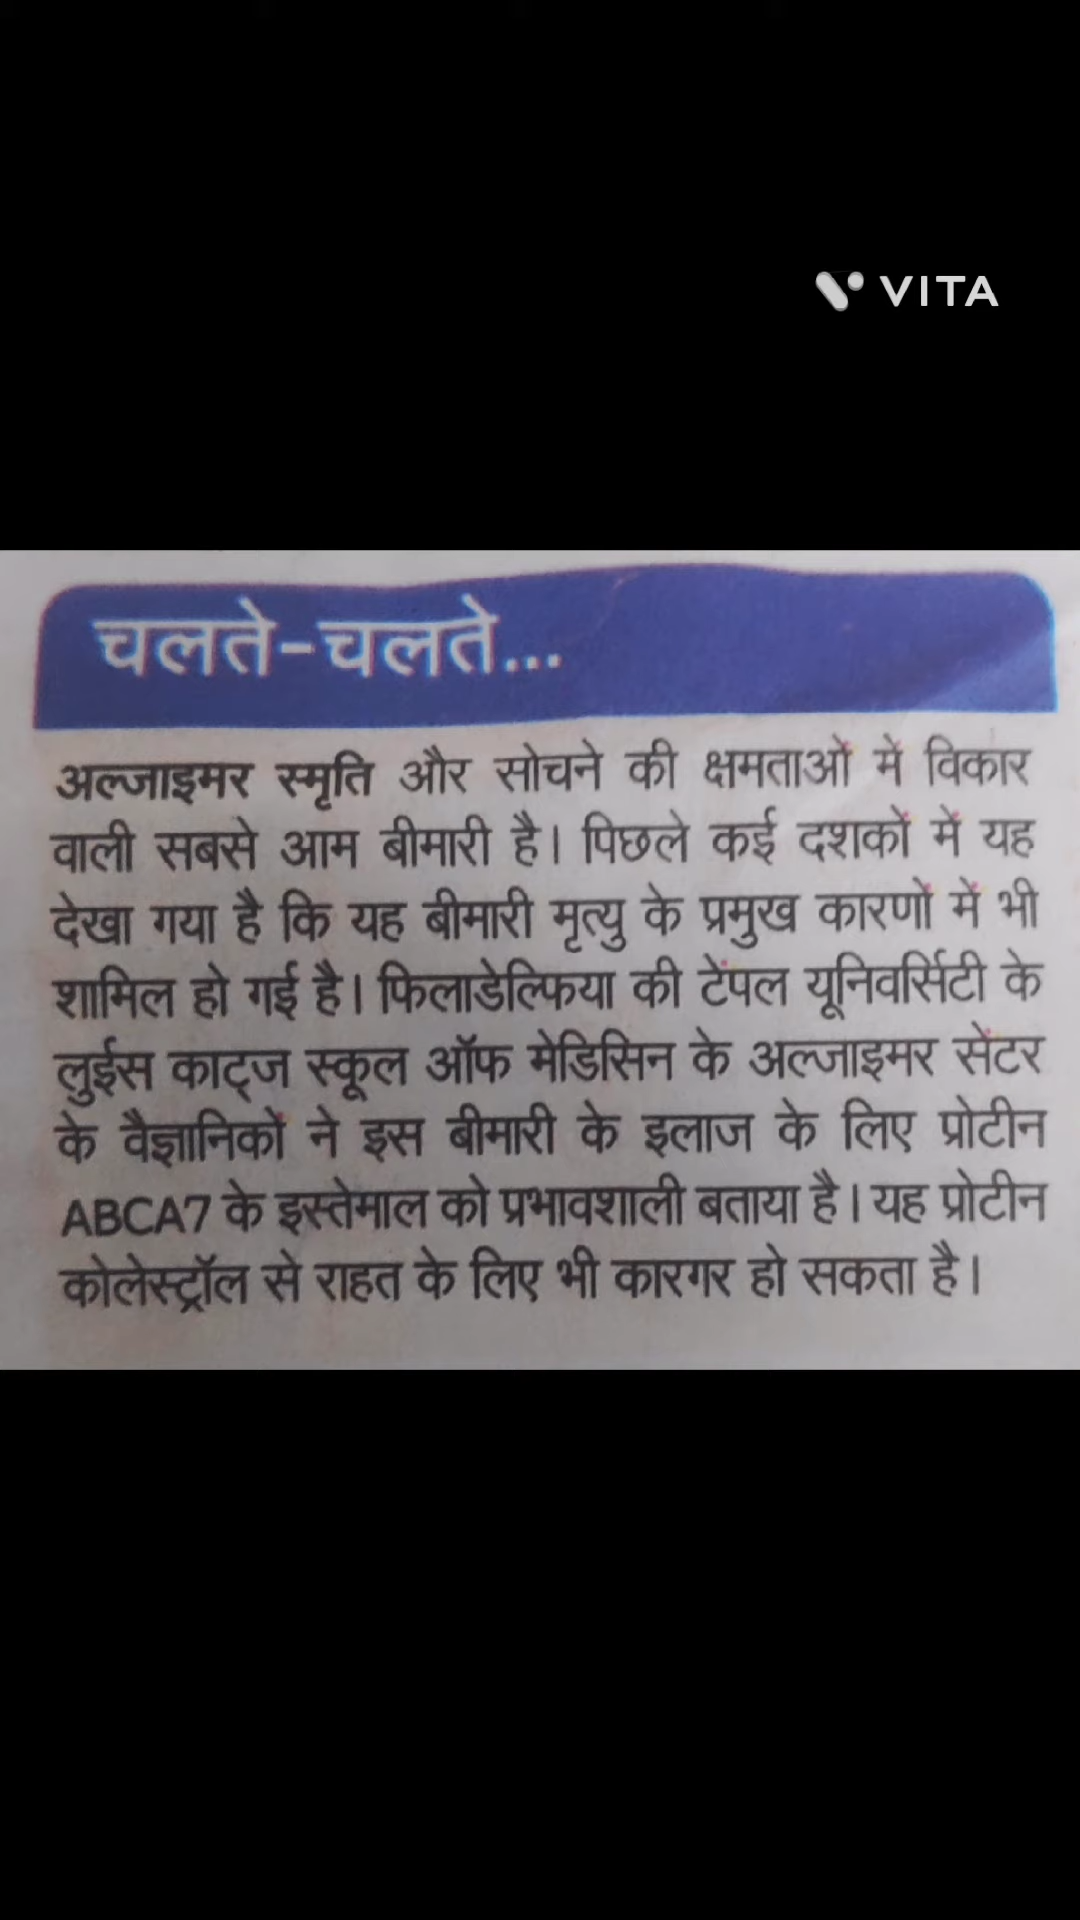 VITA
चलते-चलते...
अल्जाइमर स्मृति और सोचने की क्षमताओं में विकार
वाली सबसे आम बीमारी है। पिछले कई दशकों में यह
देखा गया है कि यह बीमारी मृत्यु के प्रमुख कारणों में भी
शामिल हो गई है। फिलाडेल्फिया की टेंपल यूनिवर्सिटी के
लुईस काट्ज स्कूल ऑफ मेडिसिन के अल्जाइमर सेंटर
के वैज्ञानिकों ने इस बीमारी के इलाज के लिए प्रोटीन
ABCA7 के इस्तेमाल को प्रभावशाली बताया है। यह प्रोटीन
कोलेस्ट्रॉल से राहत के लिए भी कारगर हो सकता है।